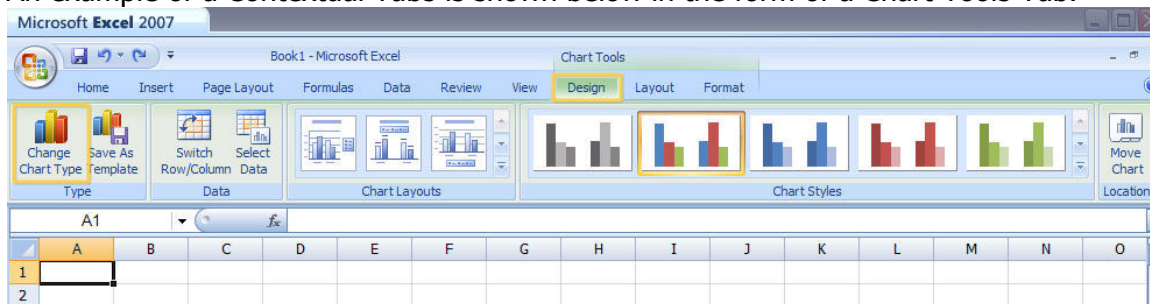 An example of a Contextual Tabs is shown below in the form of a Chart Tools Tab.
Microsoft Excel 2007
Book1 - Microsoft Excel
Chart Tools
Home Insert Page Layout Formulas Data Review View Design Layout Format
Change Chart Type
Save As Template
Switch Row/Column
Select Data
Move Chart
Type Data Chart Layouts Chart Styles Location
A1 fx
A B C D E F G H I J K L M N O
1
2